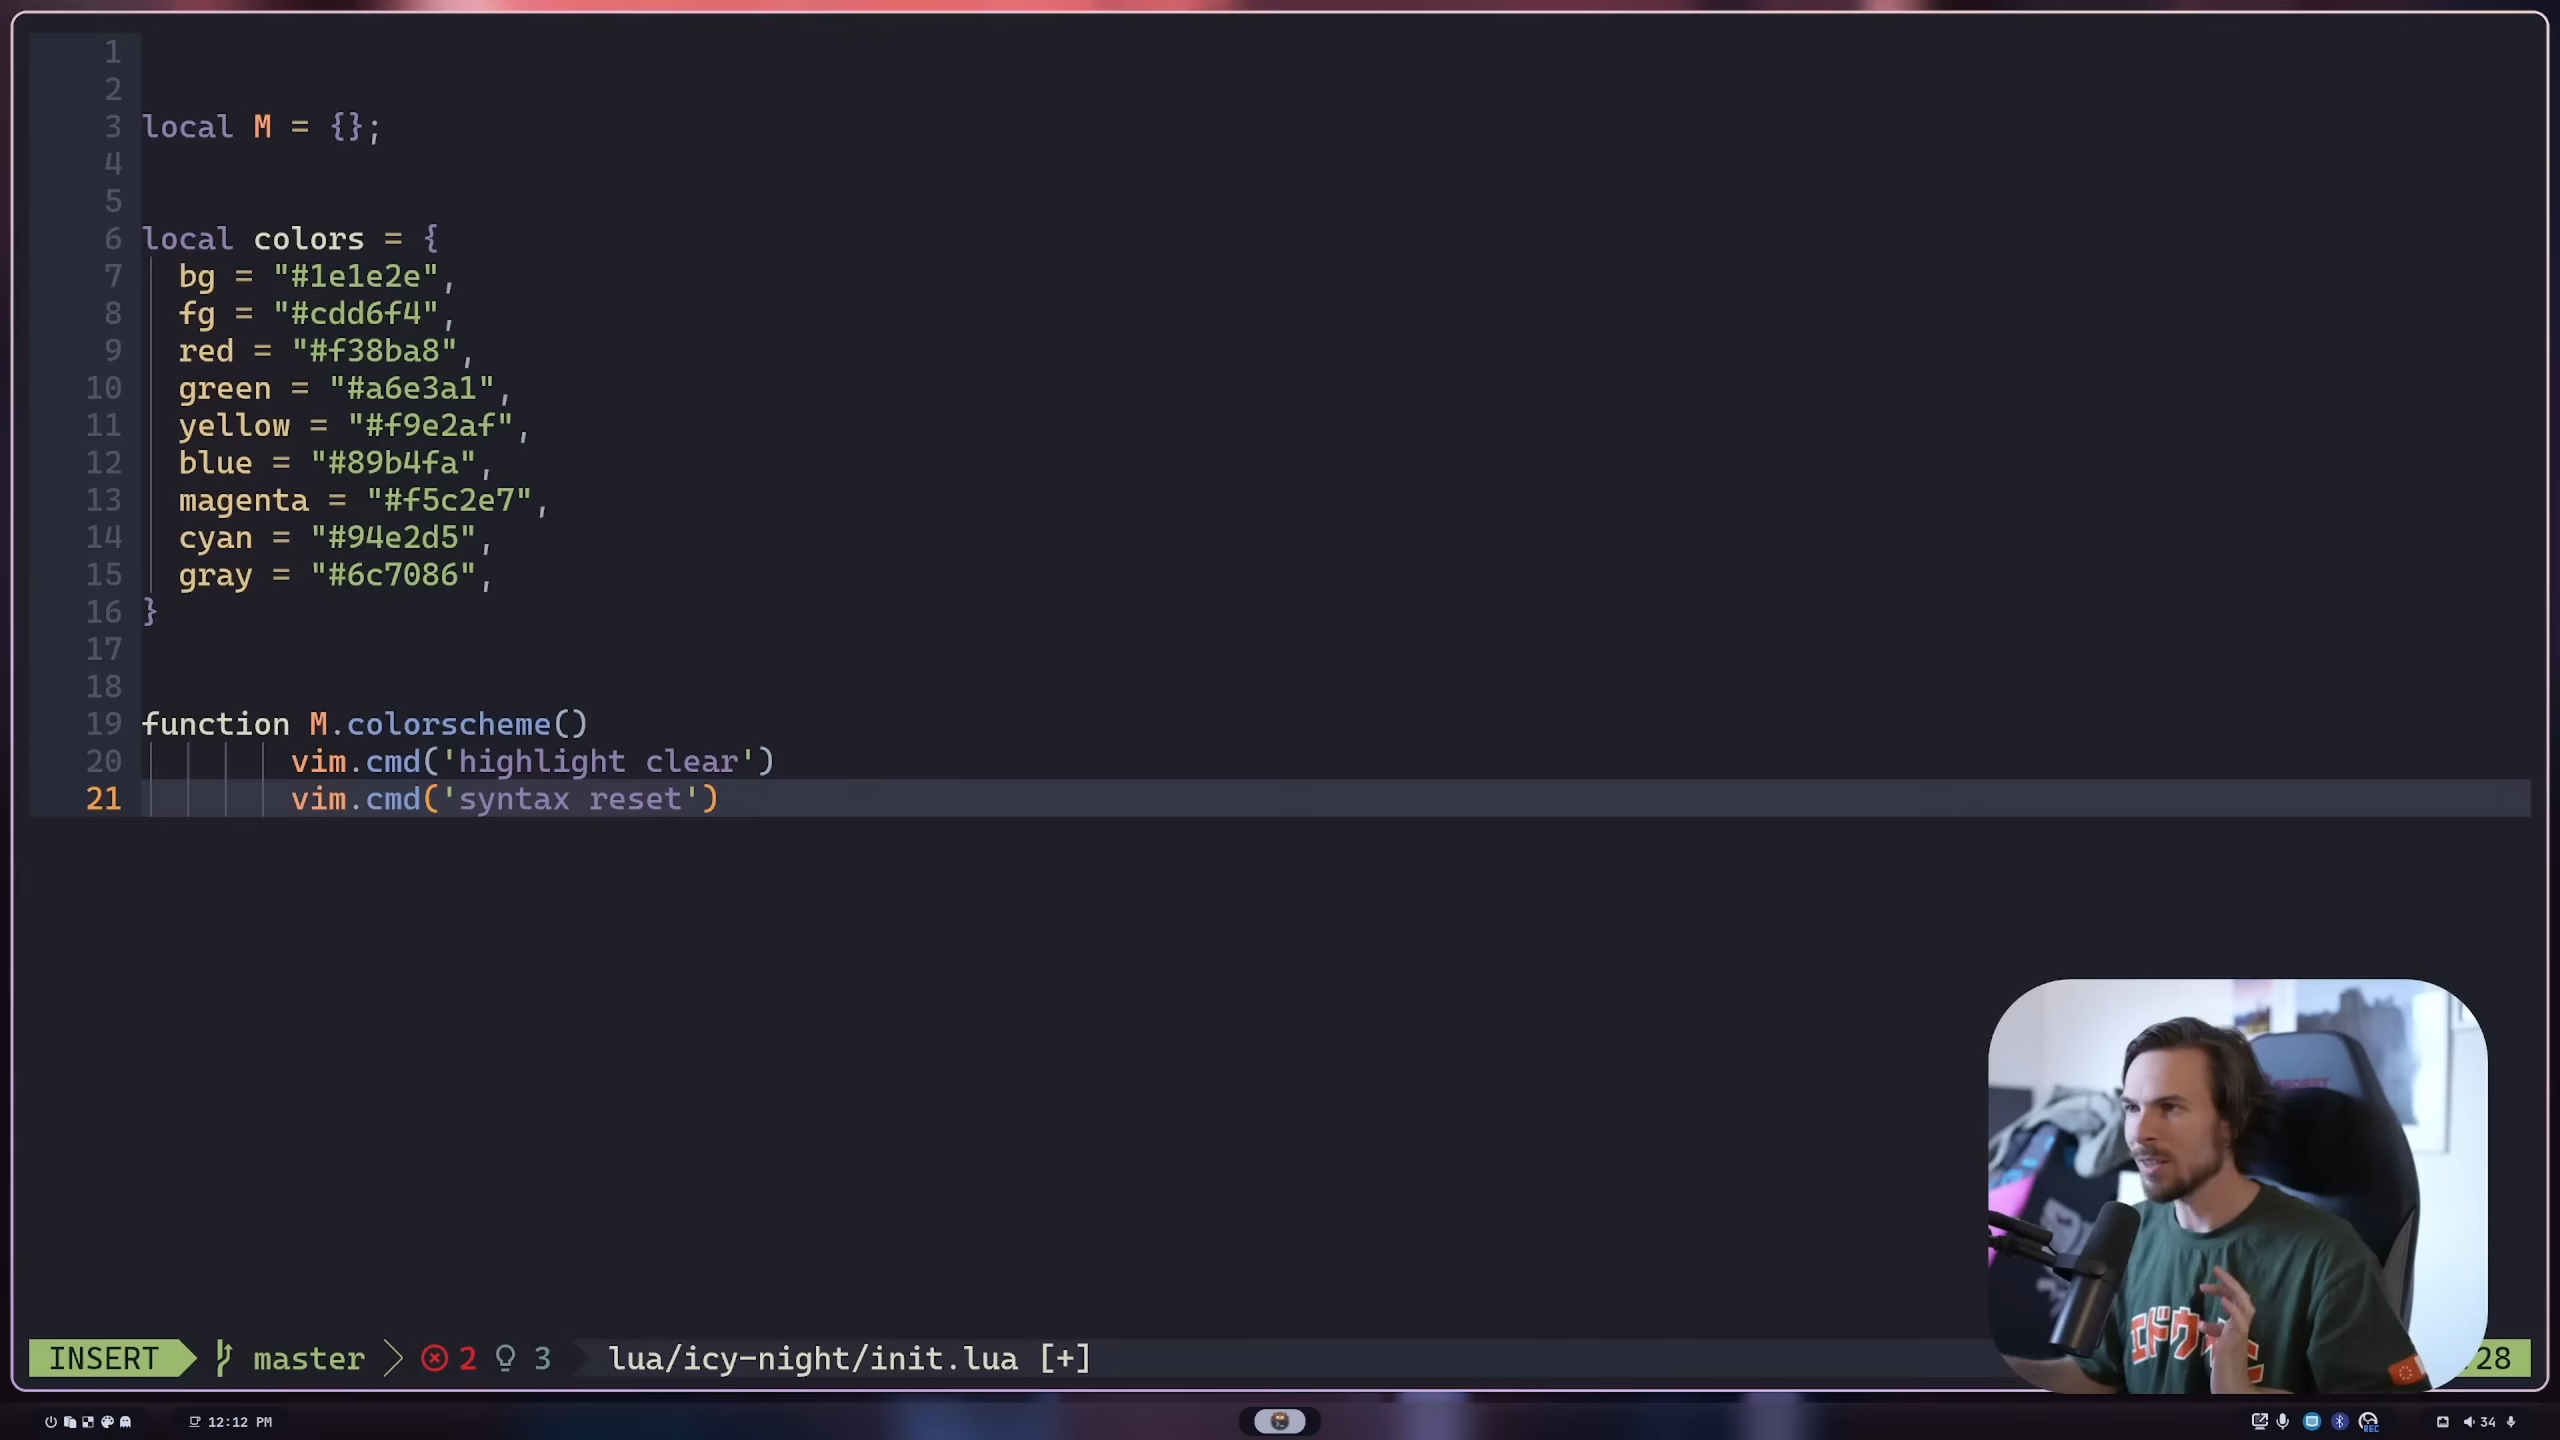 1
2
3 local M = {};
4
5
6 local colors = {
7 bg = "#1e1e2e",
8 fg = "#cdd6f4",
9 red = "#f38ba8",
10 green = "#a6e3a1",
11 yellow = "#f9e2af",
12 blue = "#89b4fa",
13 magenta = "#f5c2e7",
14 cyan = "#94e2d5",
15 gray = "#6c7086",
16 }
17
18
19 function M.colorscheme()
20 vim.cmd('highlight clear')
21 vim.cmd('syntax reset')
INSERT master 2 3 lua/icy-night/init.lua [+] 28
12:12 PM
REC 34